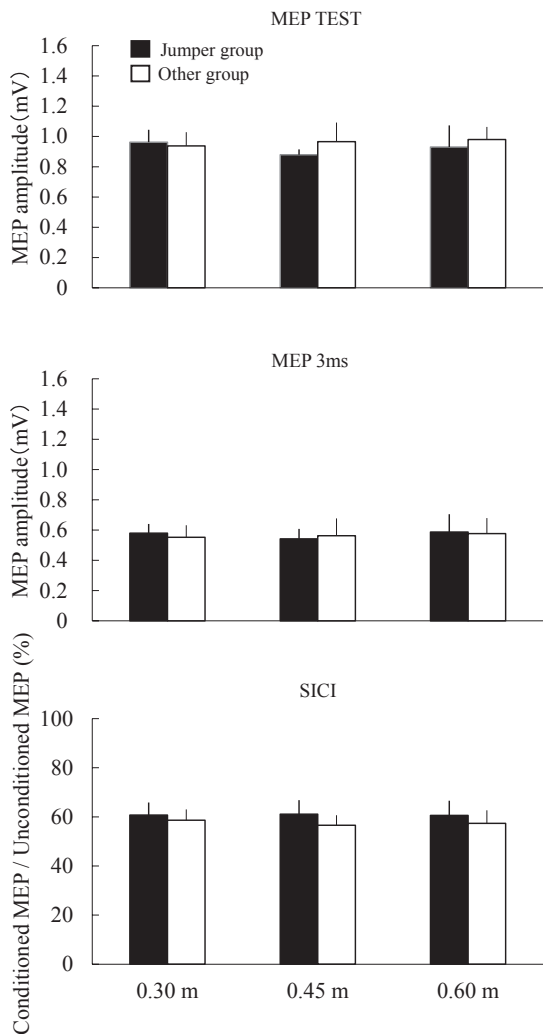 MEP TEST
Jumper group
Other group
MEP amplitude(mV)
1.6
1.4
1.2
1.0
0.8
0.6
0.4
0.2
0
MEP 3ms
MEP amplitude(mV)
1.6
1.4
1.2
1.0
0.8
0.6
0.4
0.2
0
SICI
Conditioned MEP / Unconditioned MEP (%)
100
80
60
40
20
0
0.30 m 0.45 m 0.60 m